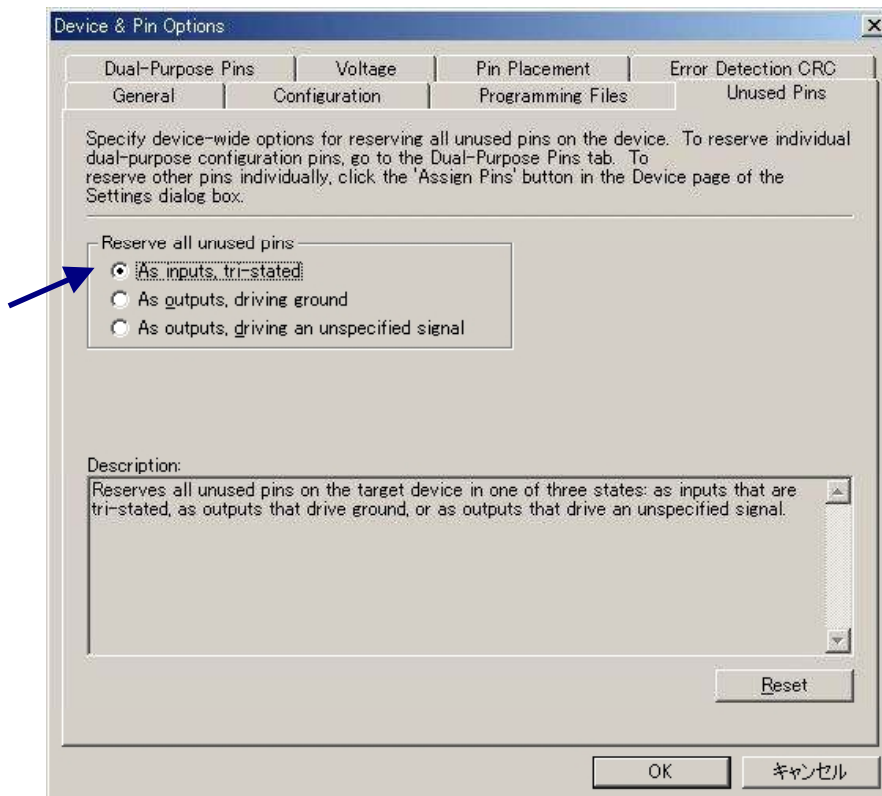 Device & Pin Options
Dual-Purpose Pins
Voltage
Pin Placement
Error Detection CRC
General
Configuration
Programming Files
Unused Pins
Specify device-wide options for reserving all unused pins on the device. To reserve individual
dual-purpose configuration pins, go to the Dual-Purpose Pins tab. To
reserve other pins individually, click the 'Assign Pins' button in the Device page of the
Settings dialog box.
Reserve all unused pins
As inputs, tri-stated
As outputs, driving ground
As outputs, driving an unspecified signal
Description:
Reserves all unused pins on the target device in one of three states: as inputs that are
tri-stated, as outputs that drive ground, or as outputs that drive an unspecified signal.
Reset
OK
キャンセル